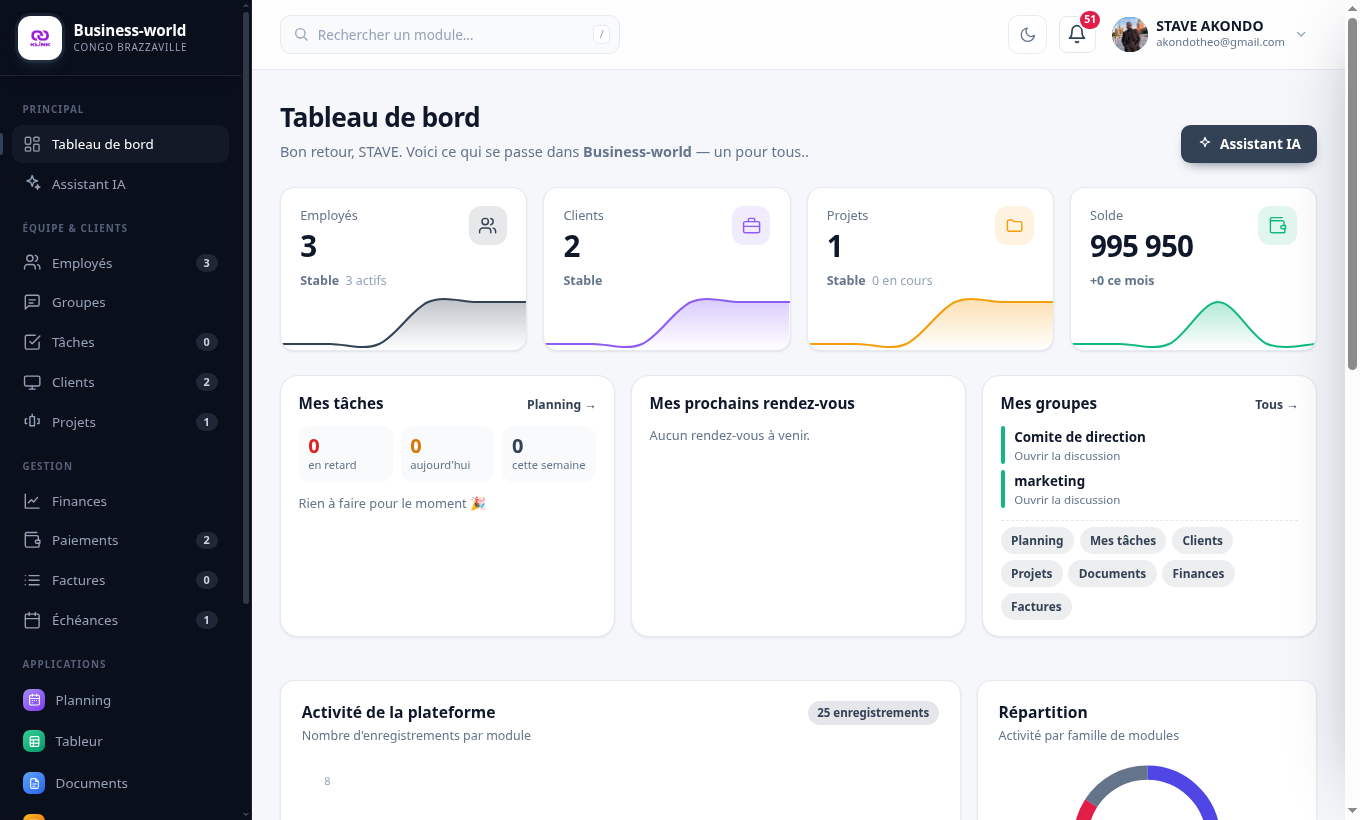 Business-world
CONGO BRAZZAVILLE
KLINK
PRINCIPAL
Tableau de bord
Assistant IA
ÉQUIPE & CLIENTS
Employés 3
Groupes
Tâches 0
Clients 2
Projets 1
GESTION
Finances
Paiements 2
Factures 0
Échéances 1
APPLICATIONS
Planning
Tableur
Documents
Rechercher un module... /
51
STAVE AKONDO
akondotheo@gmail.com
Tableau de bord
Bon retour, STAVE. Voici ce qui se passe dans Business-world — un pour tous..
Assistant IA
Employés
3
Stable 3 actifs
Clients
2
Stable
Projets
1
Stable 0 en cours
Solde
995 950
+0 ce mois
Mes tâches
Planning →
0
en retard
0
aujourd'hui
0
cette semaine
Rien à faire pour le moment 🎉
Mes prochains rendez-vous
Aucun rendez-vous à venir.
Mes groupes
Tous →
Comite de direction
Ouvrir la discussion
marketing
Ouvrir la discussion
Planning Mes tâches Clients
Projets Documents Finances
Factures
Activité de la plateforme
25 enregistrements
Nombre d'enregistrements par module
8
Répartition
Activité par famille de modules